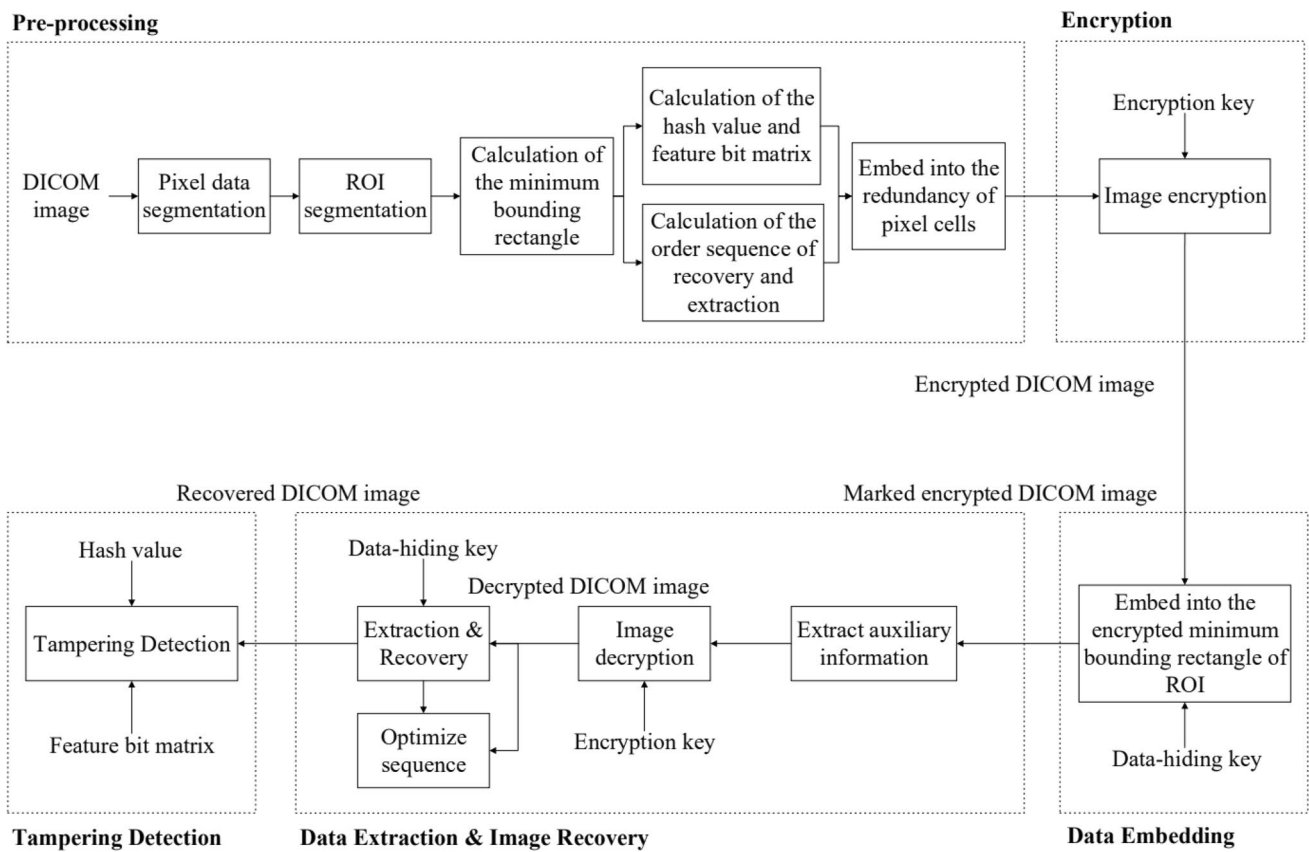 Pre-processing
Encryption
Calculation of the
hash value and
feature bit matrix
Encryption key
DICOM
image
Pixel data
segmentation
ROI
segmentation
Calculation of
the minimum
bounding
rectangle
Embed into the
redundancy of
pixel cells
Image encryption
Calculation of the
order sequence of
recovery and
extraction
Encrypted DICOM image
Recovered DICOM image
Marked encrypted DICOM image
Hash value
Data-hiding key
Decrypted DICOM image
Tampering Detection
Extraction &
Recovery
Image
decryption
Extract auxiliary
information
Embed into the
encrypted minimum
bounding rectangle of
ROI
Feature bit matrix
Optimize
sequence
Encryption key
Data-hiding key
Tampering Detection
Data Extraction & Image Recovery
Data Embedding